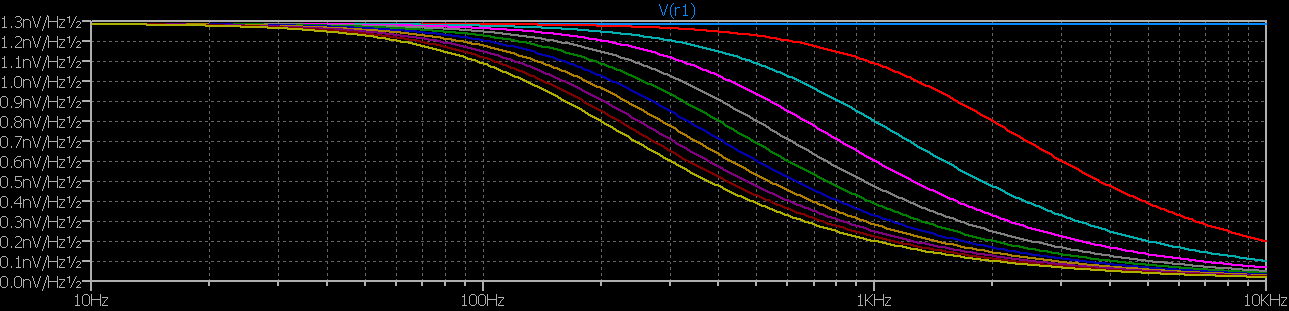 V(r1)
1.3nV/Hz½
1.2nV/Hz½
1.1nV/Hz½
1.0nV/Hz½
0.9nV/Hz½
0.8nV/Hz½
0.7nV/Hz½
0.6nV/Hz½
0.5nV/Hz½
0.4nV/Hz½
0.3nV/Hz½
0.2nV/Hz½
0.1nV/Hz½
0.0nV/Hz½
10Hz 100Hz 1KHz 10KHz